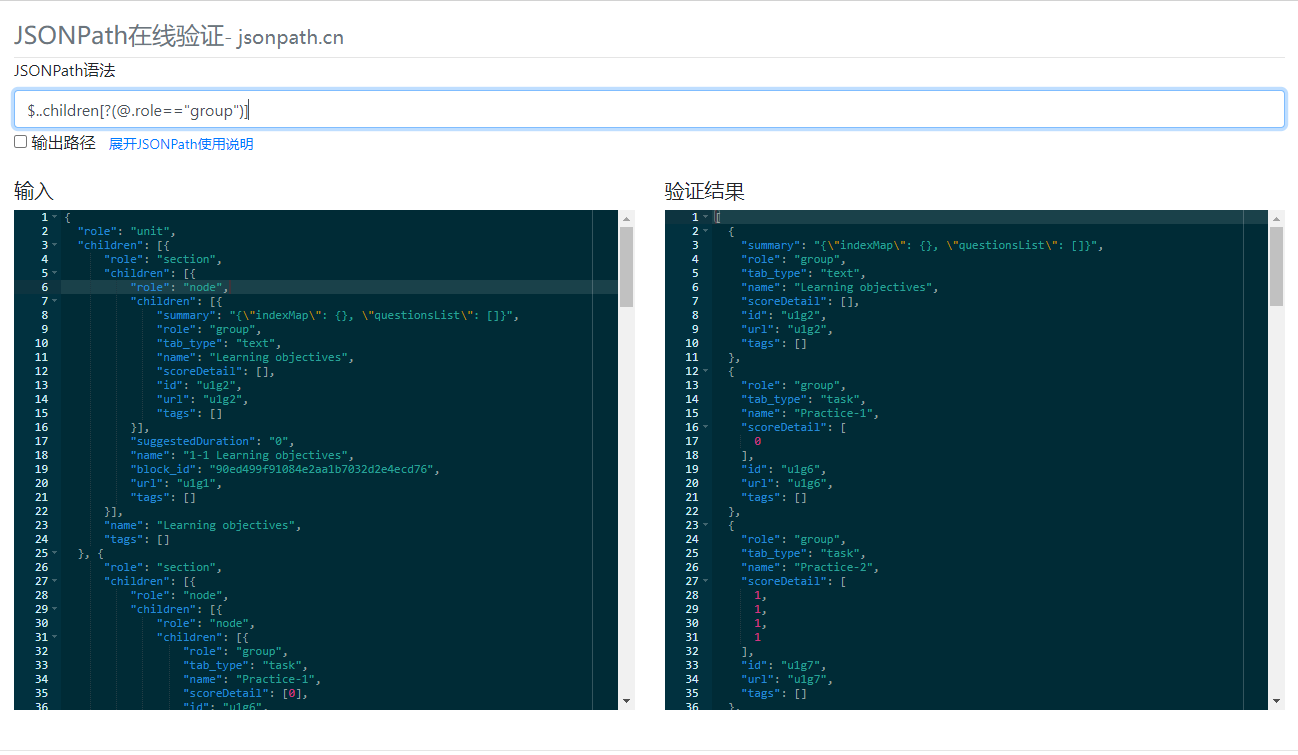 JSONPath在线验证- jsonpath.cn
JSONPath语法
$..children[?(@.role=="group")]
输出路径 展开JSONPath使用说明
输入
1 {
2 "role": "unit",
3 "children": [{
4 "role": "section",
5 "children": [{
6 "role": "node",
7 "children": [{
8 "summary": "{\"indexMap\": {}, \"questionsList\": []}",
9 "role": "group",
10 "tab_type": "text",
11 "name": "Learning objectives",
12 "scoreDetail": [],
13 "id": "u1g2",
14 "url": "u1g2",
15 "tags": []
16 }],
17 "suggestedDuration": "0",
18 "name": "1-1 Learning objectives",
19 "block_id": "90ed499f91084e2aa1b7032d2e4ecd76",
20 "url": "u1g1",
21 "tags": []
22 }],
23 "name": "Learning objectives",
24 "tags": []
25 }, {
26 "role": "section",
27 "children": [{
28 "role": "node",
29 "children": [{
30 "role": "node",
31 "children": [{
32 "role": "group",
33 "tab_type": "task",
34 "name": "Practice-1",
35 "scoreDetail": [0],
36 "id": "u1g6",
验证结果
1 [
2 {
3 "summary": "{\"indexMap\": {}, \"questionsList\": []}",
4 "role": "group",
5 "tab_type": "text",
6 "name": "Learning objectives",
7 "scoreDetail": [],
8 "id": "u1g2",
9 "url": "u1g2",
10 "tags": []
11 },
12 {
13 "role": "group",
14 "tab_type": "task",
15 "name": "Practice-1",
16 "scoreDetail": [
17 0
18 ],
19 "id": "u1g6",
20 "url": "u1g6",
21 "tags": []
22 },
23 {
24 "role": "group",
25 "tab_type": "task",
26 "name": "Practice-2",
27 "scoreDetail": [
28 1,
29 1,
30 1,
31 1
32 ],
33 "id": "u1g7",
34 "url": "u1g7",
35 "tags": []
36 },